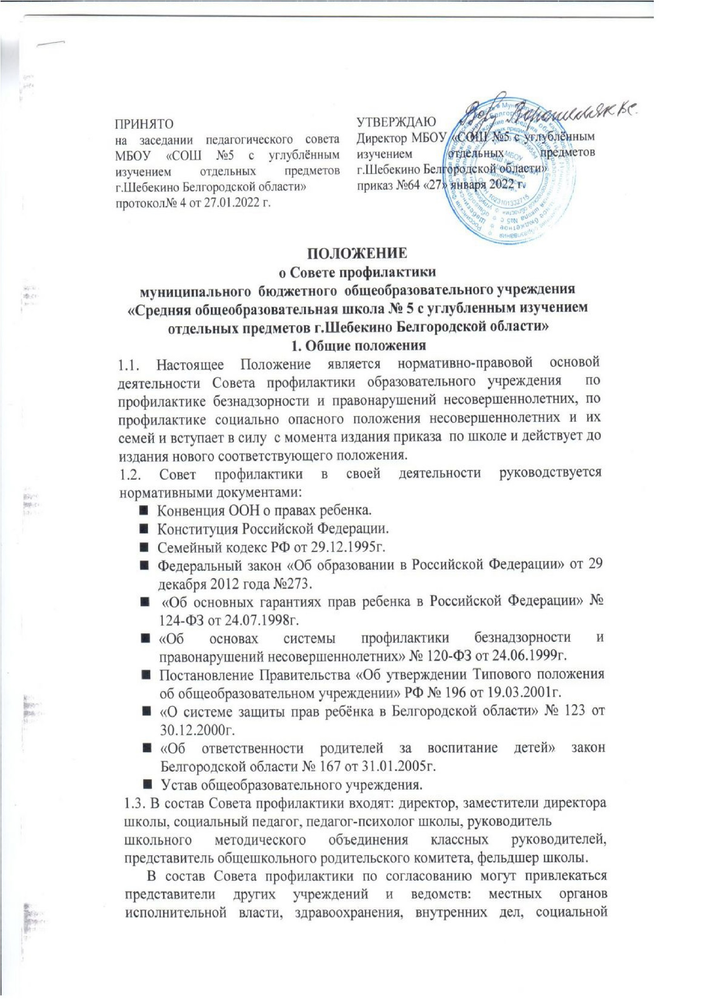 ПРИНЯТО
на заседании педагогического совета
МБОУ «СОШ №5 с углублённым
изучением отдельных предметов
г.Шебекино Белгородской области»
протокол№ 4 от 27.01.2022 г.
УТВЕРЖДАЮ
Директор МБОУ «СОШ №5 с углублённым
изучением отдельных предметов
г.Шебекино Белгородской области»
приказ №64 «27» января 2022 г.
МБОУ
1023101332715
ПОЛОЖЕНИЕ
о Совете профилактики
муниципального бюджетного общеобразовательного учреждения
«Средняя общеобразовательная школа № 5 с углубленным изучением
отдельных предметов г.Шебекино Белгородской области»
1. Общие положения
1.1. Настоящее Положение является нормативно-правовой основой
деятельности Совета профилактики образовательного учреждения по
профилактике безнадзорности и правонарушений несовершеннолетних, по
профилактике социально опасного положения несовершеннолетних и их
семей и вступает в силу с момента издания приказа по школе и действует до
издания нового соответствующего положения.
1.2. Совет профилактики в своей деятельности руководствуется
нормативными документами:
■ Конвенция ООН о правах ребенка.
■ Конституция Российской Федерации.
■ Семейный кодекс РФ от 29.12.1995г.
■ Федеральный закон «Об образовании в Российской Федерации» от 29
декабря 2012 года №273.
■ «Об основных гарантиях прав ребенка в Российской Федерации» №
124-ФЗ от 24.07.1998г.
■ «Об основах системы профилактики безнадзорности и
правонарушений несовершеннолетних» № 120-ФЗ от 24.06.1999г.
■ Постановление Правительства «Об утверждении Типового положения
об общеобразовательном учреждении» РФ № 196 от 19.03.2001г.
■ «О системе защиты прав ребёнка в Белгородской области» № 123 от
30.12.2000г.
■ «Об ответственности родителей за воспитание детей» закон
Белгородской области № 167 от 31.01.2005г.
■ Устав общеобразовательного учреждения.
1.3. В состав Совета профилактики входят: директор, заместители директора
школы, социальный педагог, педагог-психолог школы, руководитель
школьного методического объединения классных руководителей,
представитель общешкольного родительского комитета, фельдшер школы.
В состав Совета профилактики по согласованию могут привлекаться
представители других учреждений и ведомств: местных органов
исполнительной власти, здравоохранения, внутренних дел, социальной